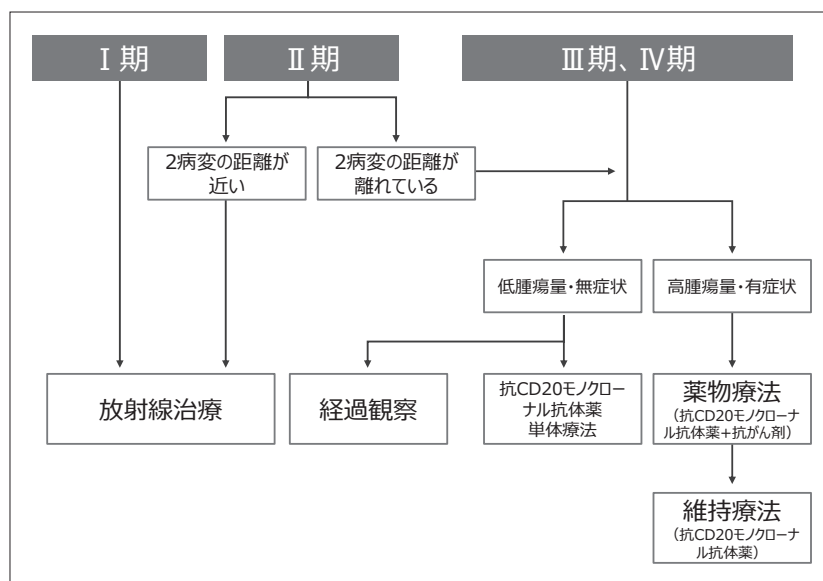 Ⅰ期
Ⅱ期
Ⅲ期、Ⅳ期
2病変の距離が
近い
2病変の距離が
離れている
低腫瘍量・無症状
高腫瘍量・有症状
放射線治療
経過観察
抗CD20モノクロー
ナル抗体薬
単体療法
薬物療法
（抗CD20モノクローナ
ル抗体薬+抗がん剤）
維持療法
（抗CD20モノクローナ
ル抗体薬）